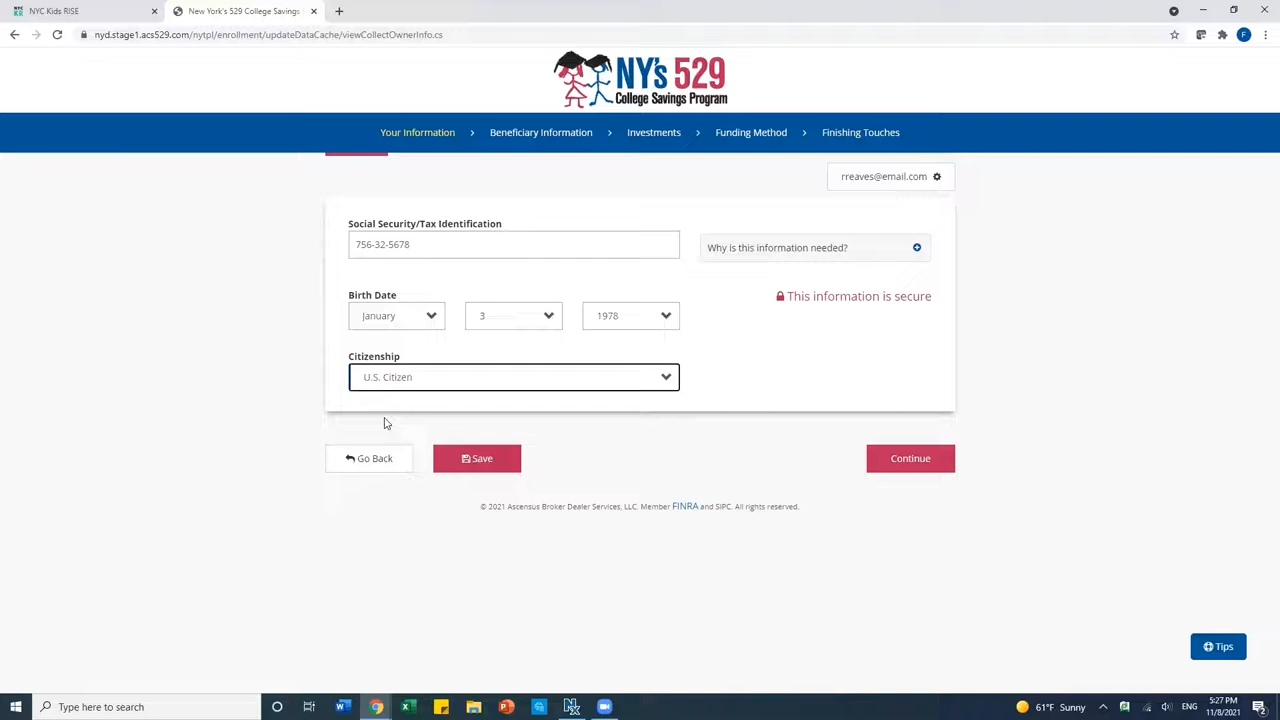 NYC Kids RISE
New York's 529 College Savings
nyd.stage1.acs529.com/nytpl/enrollment/updateDataCache/viewCollectOwnerInfo.cs
F
NY's 529
College Savings Program
Your Information
Beneficiary Information
Investments
Funding Method
Finishing Touches
rreaves@email.com
Social Security/Tax Identification
756-32-5678
Why is this information needed?
Birth Date
This information is secure
January
3
1978
Citizenship
U.S. Citizen
Go Back
Save
Continue
© 2021 Ascensus Broker Dealer Services, LLC. Member FINRA and SIPC. All rights reserved.
Tips
Type here to search
61°F Sunny
ENG
5:27 PM
11/8/2021
2